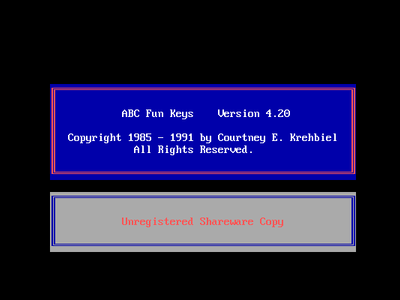 ABC Fun Keys    Version 4.20
Copyright 1985 - 1991 by Courtney E. Krehbiel
All Rights Reserved.
Unregistered Shareware Copy